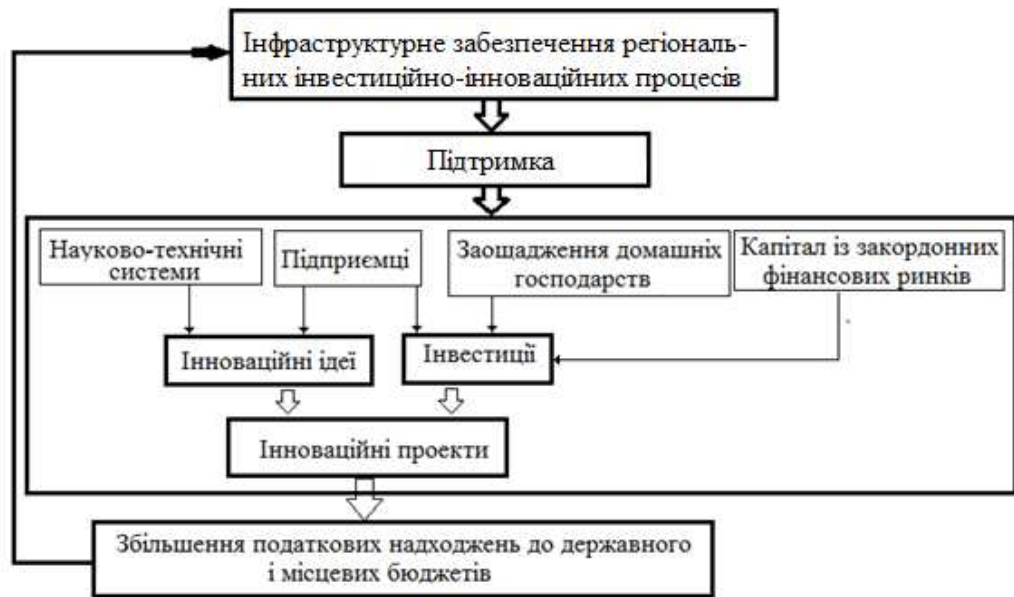 Інфраструктурне забезпечення регіональ-
них інвестиційно-інноваційних процесів
Підтримка
Науково-технічні
системи
Підприємці
Заощадження домашніх
господарств
Капітал із закордонних
фінансових ринків
Інноваційні ідеї
Інвестиції
Інноваційні проекти
Збільшення податкових надходжень до державного
і місцевих бюджетів